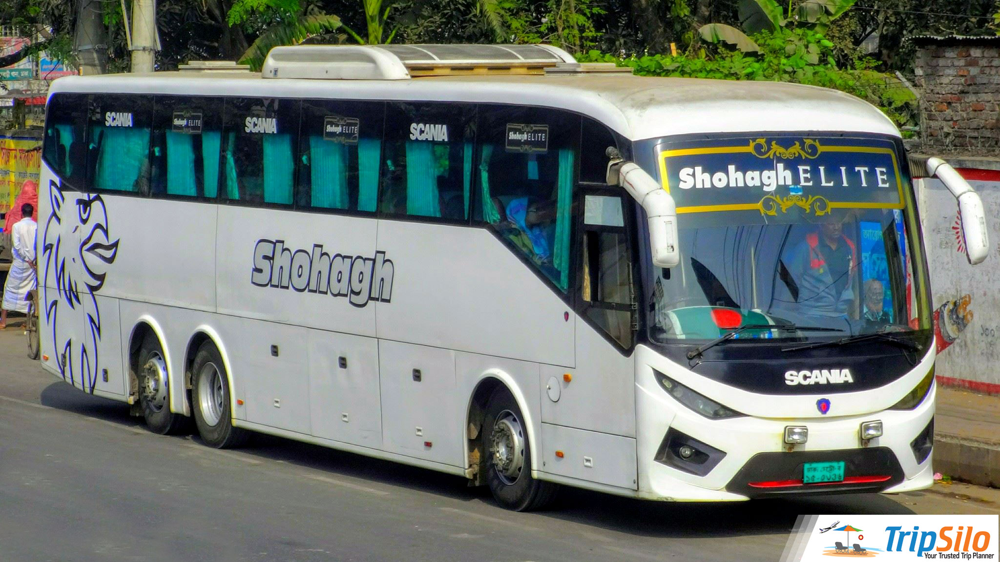 বাড়ী থানা, ঢাকা
SCANIA
Shohagh ELITE
SCANIA
Shohagh ELITE
SCANIA
Shohagh ELITE
Shohagh ELITE
Shohagh
SCANIA
ঢাকা মেট্রো-ব
TripSilo
Your Trusted Trip Planner